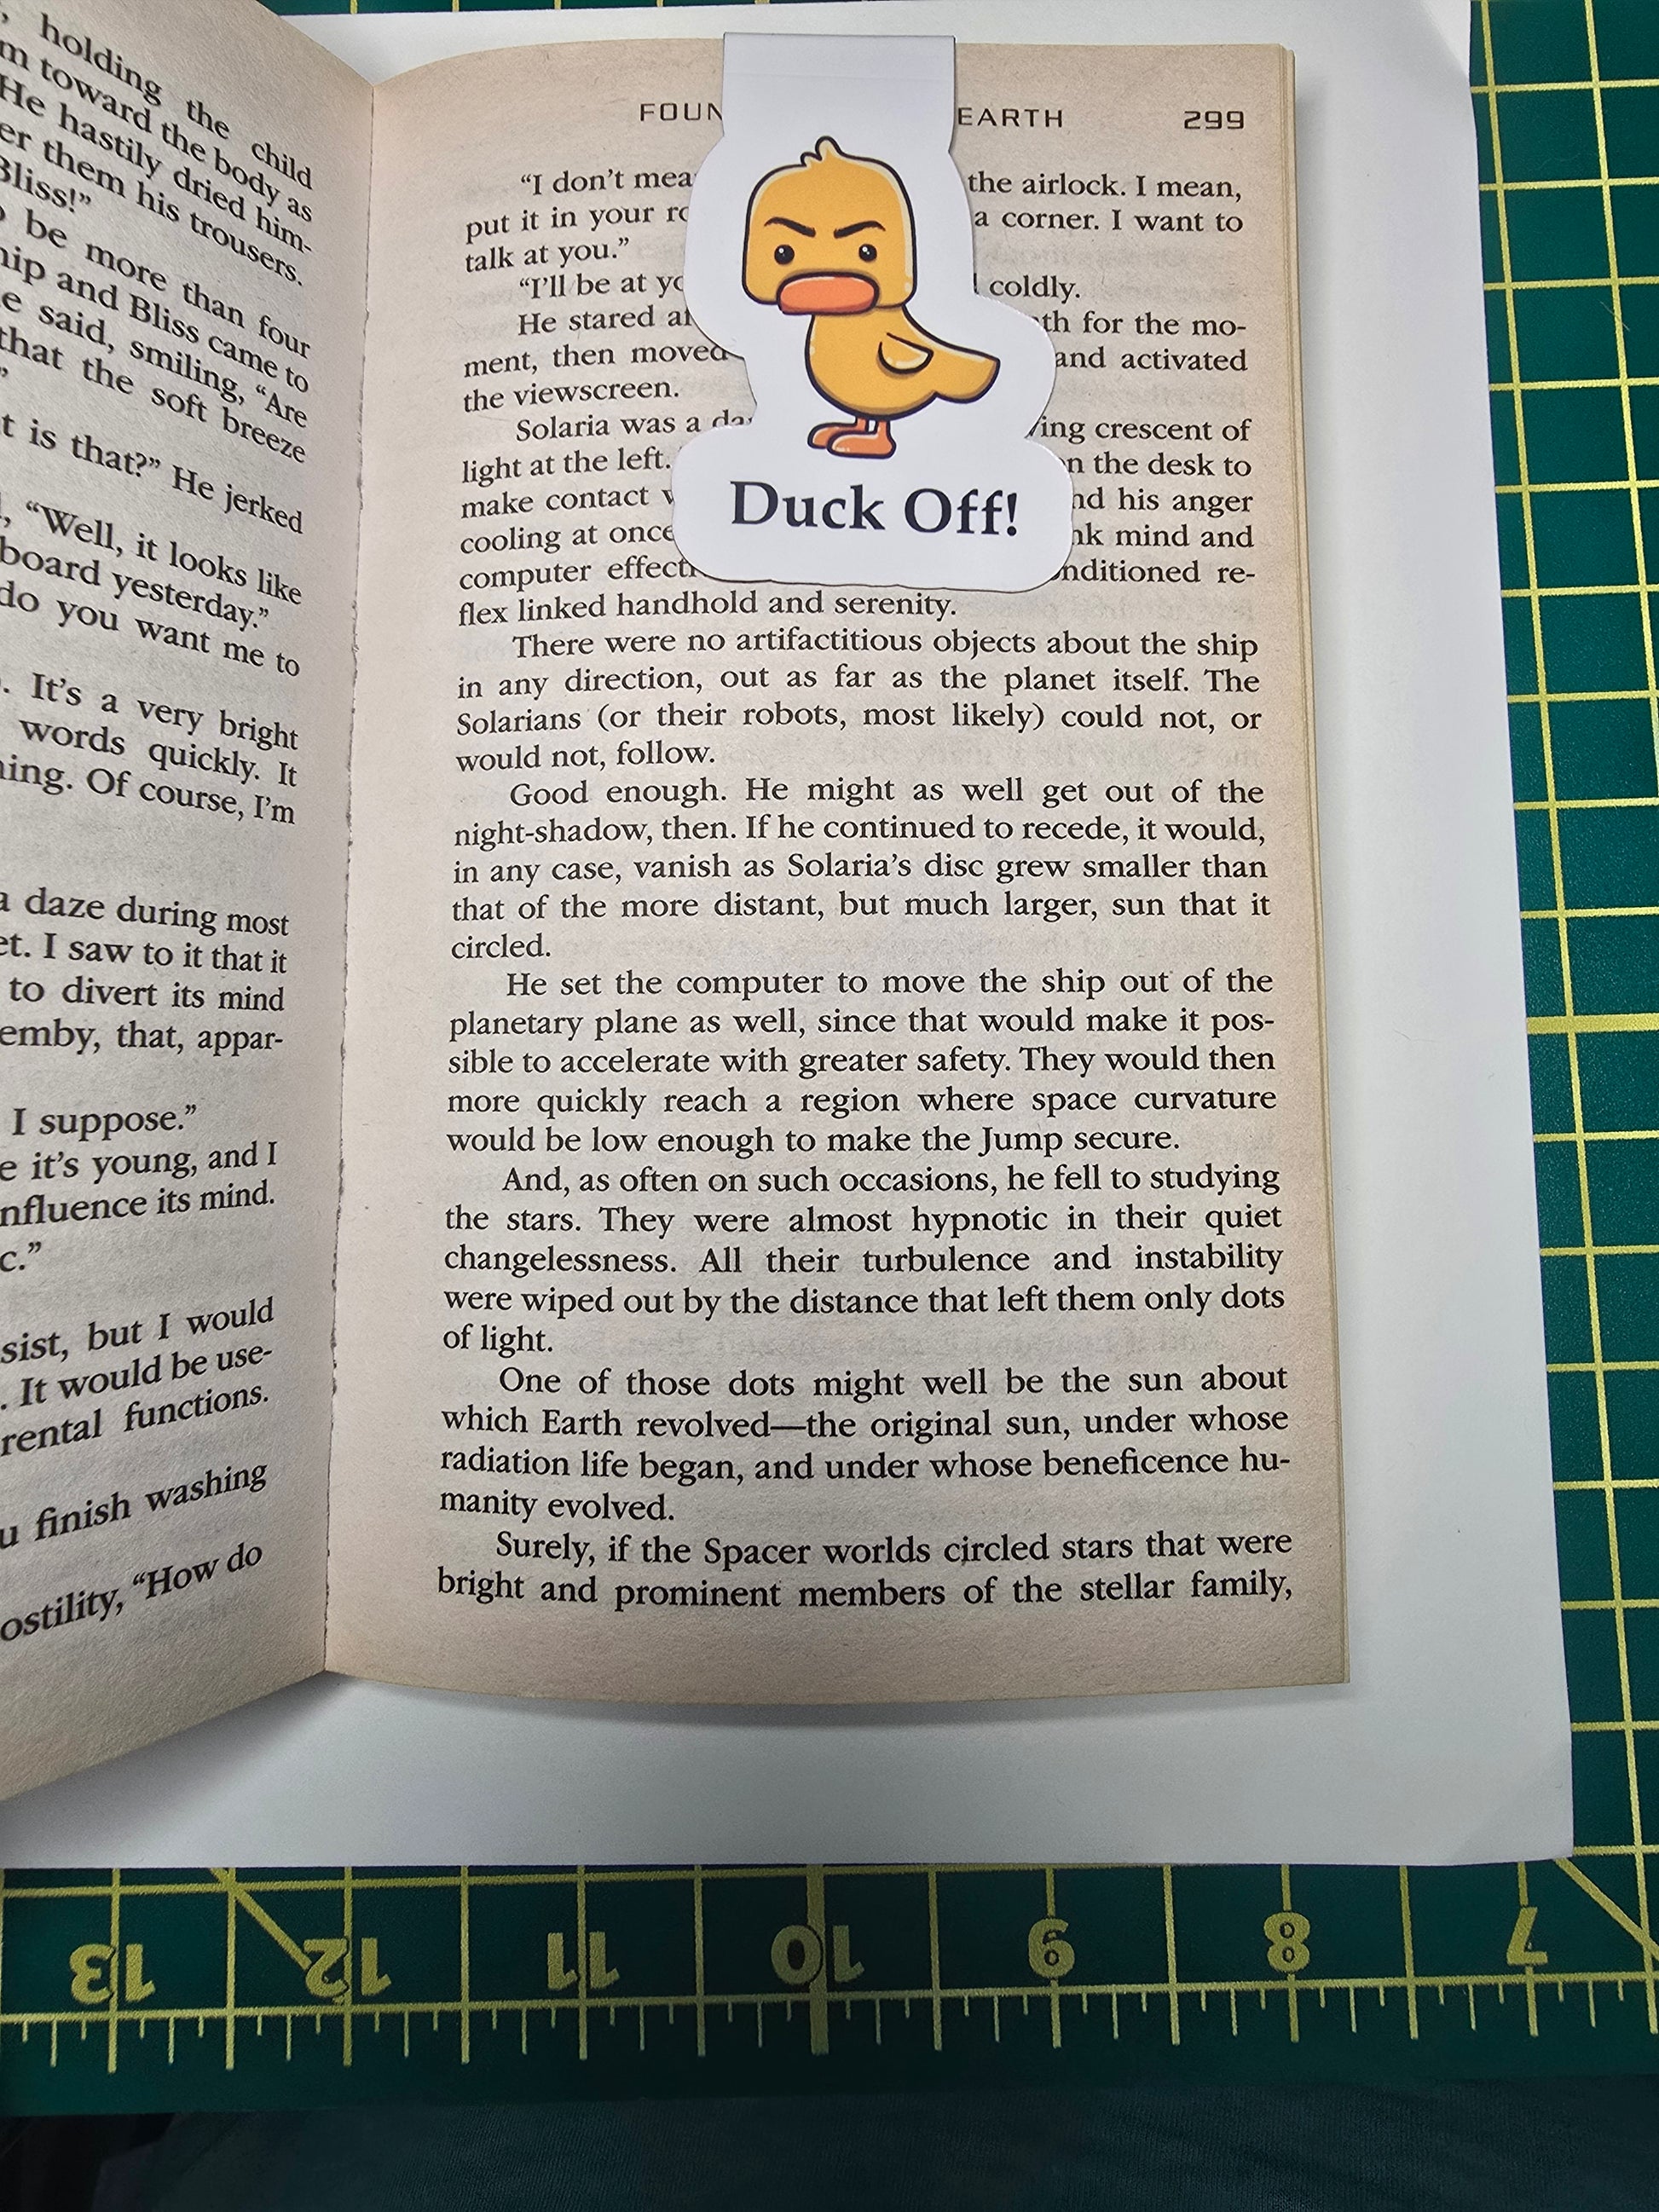 holding the child
toward the body as
He hastily dried him-
them his trousers.
Bliss!”
be more than four
and Bliss came to
said, smiling, “Are
that the soft breeze
”
is that?” He jerked
“Well, it looks like
board yesterday.”
do you want me to
It’s a very bright
words quickly. It
Of course, I’m
a daze during most
I saw to it that it
to divert its mind
that, appar-
I suppose.”
it’s young, and I
its mind.
but I would
It would be use-
functions.
finish washing
“How do
EARTH 299
“I don’t the airlock. I mean,
put it in your a corner. I want to
talk at you.”
“I’ll be at coldly.
He stared for the mo-
ment, then moved and activated
the viewscreen.
Solaria was a crescent of
light at the left. the desk to
make contact his anger
cooling at once mind and
computer re-
flex linked handhold and serenity.
There were no artifactitious objects about the ship
in any direction, out as far as the planet itself. The
Solarians (or their robots, most likely) could not, or
would not, follow.
Good enough. He might as well get out of the
night-shadow, then. If he continued to recede, it would,
in any case, vanish as Solaria’s disc grew smaller than
that of the more distant, but much larger, sun that it
circled.
He set the computer to move the ship out of the
planetary plane as well, since that would make it pos-
sible to accelerate with greater safety. They would then
more quickly reach a region where space curvature
would be low enough to make the Jump secure.
And, as often on such occasions, he fell to studying
the stars. They were almost hypnotic in their quiet
changelessness. All their turbulence and instability
were wiped out by the distance that left them only dots
of light.
One of those dots might well be the sun about
which Earth revolved—the original sun, under whose
radiation life began, and under whose beneficence hu-
manity evolved.
Surely, if the Spacer worlds circled stars that were
bright and prominent members of the stellar family,
Duck Off!
13 12 11 10 9 8 7